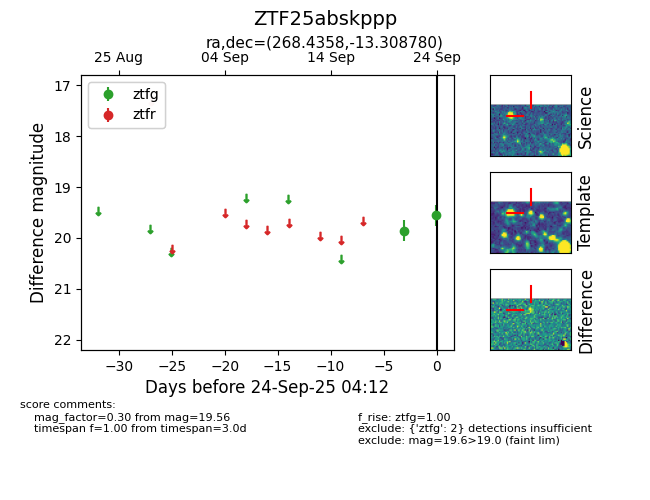 ZTF25abskppp
ra,dec=(268.4358,-13.308780)
25 Aug
04 Sep
14 Sep
24 Sep
17
18
19
20
21
22
Difference magnitude
ztfg
ztfr
−30
−25
−20
−15
−10
−5
0
Days before 24-Sep-25 04:12
Science
Template
Difference
score comments:
mag_factor=0.30 from mag=19.56
timespan f=1.00 from timespan=3.0d
f_rise: ztfg=1.00
exclude: {'ztfg': 2} detections insufficient
exclude: mag=19.6>19.0 (faint lim)